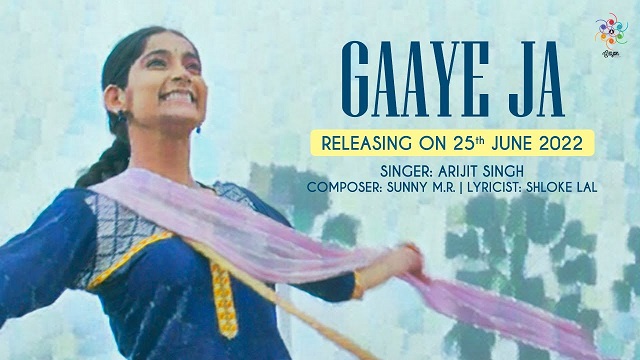 GAAYE JA
RELEASING ON 25th JUNE 2022
SINGER: ARIJIT SINGH
COMPOSER: SUNNY M.R. | LYRICIST: SHLOKE LAL